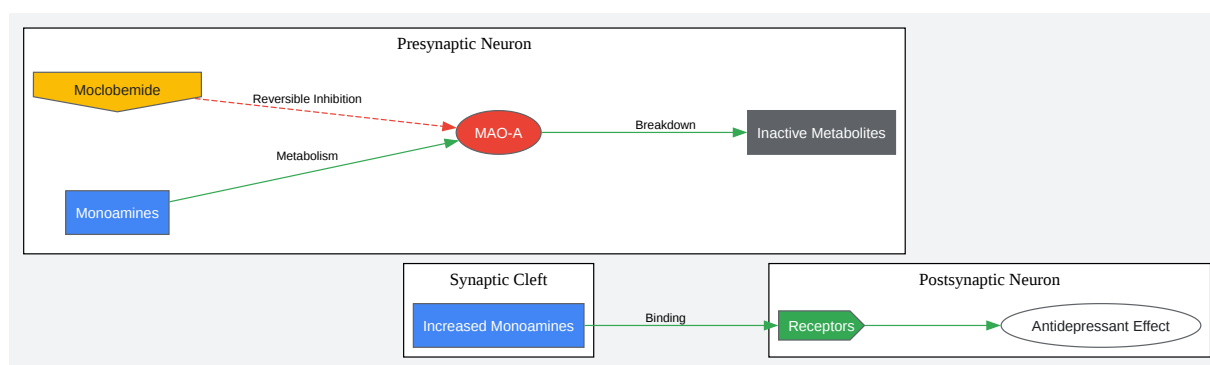 Presynaptic Neuron
Moclobemide
Reversible Inhibition
MAO-A
Breakdown
Inactive Metabolites
Metabolism
Monoamines
Synaptic Cleft
Postsynaptic Neuron
Increased Monoamines
Binding
Receptors
Antidepressant Effect